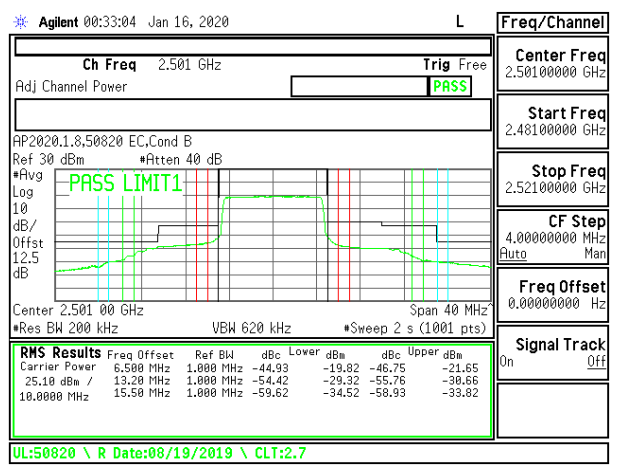 Agilent 00:33:04 Jan 16, 2020 L
Freq/Channel
Ch Freq 2.501 GHz Trig Free
Adj Channel Power PASS
Center Freq
2.50100000 GHz
Start Freq
2.48100000 GHz
Stop Freq
2.52100000 GHz
CF Step
4.00000000 MHz
Auto Man
Freq Offset
0.00000000 Hz
Signal Track
On Off
AP2020.1.8,50820 EC,Cond B
Ref 30 dBm #Atten 40 dB
#Avg
Log
10
dB/
Offst
12.5
dB
PASS LIMIT1
Center 2.501 00 GHz Span 40 MHz^
#Res BW 200 kHz VBW 620 kHz #Sweep 2 s (1001 pts)
RMS Results Freq Offset Ref BW dBc Lower dBm dBc Upper dBm
Carrier Power 6.500 MHz 1.000 MHz -44.93 -19.82 -46.75 -21.65
25.10 dBm / 13.20 MHz 1.000 MHz -54.42 -29.32 -55.76 -30.66
10.0000 MHz 15.50 MHz 1.000 MHz -59.62 -34.52 -58.93 -33.82
UL:50820 \ R Date:08/19/2019 \ CLT:2.7